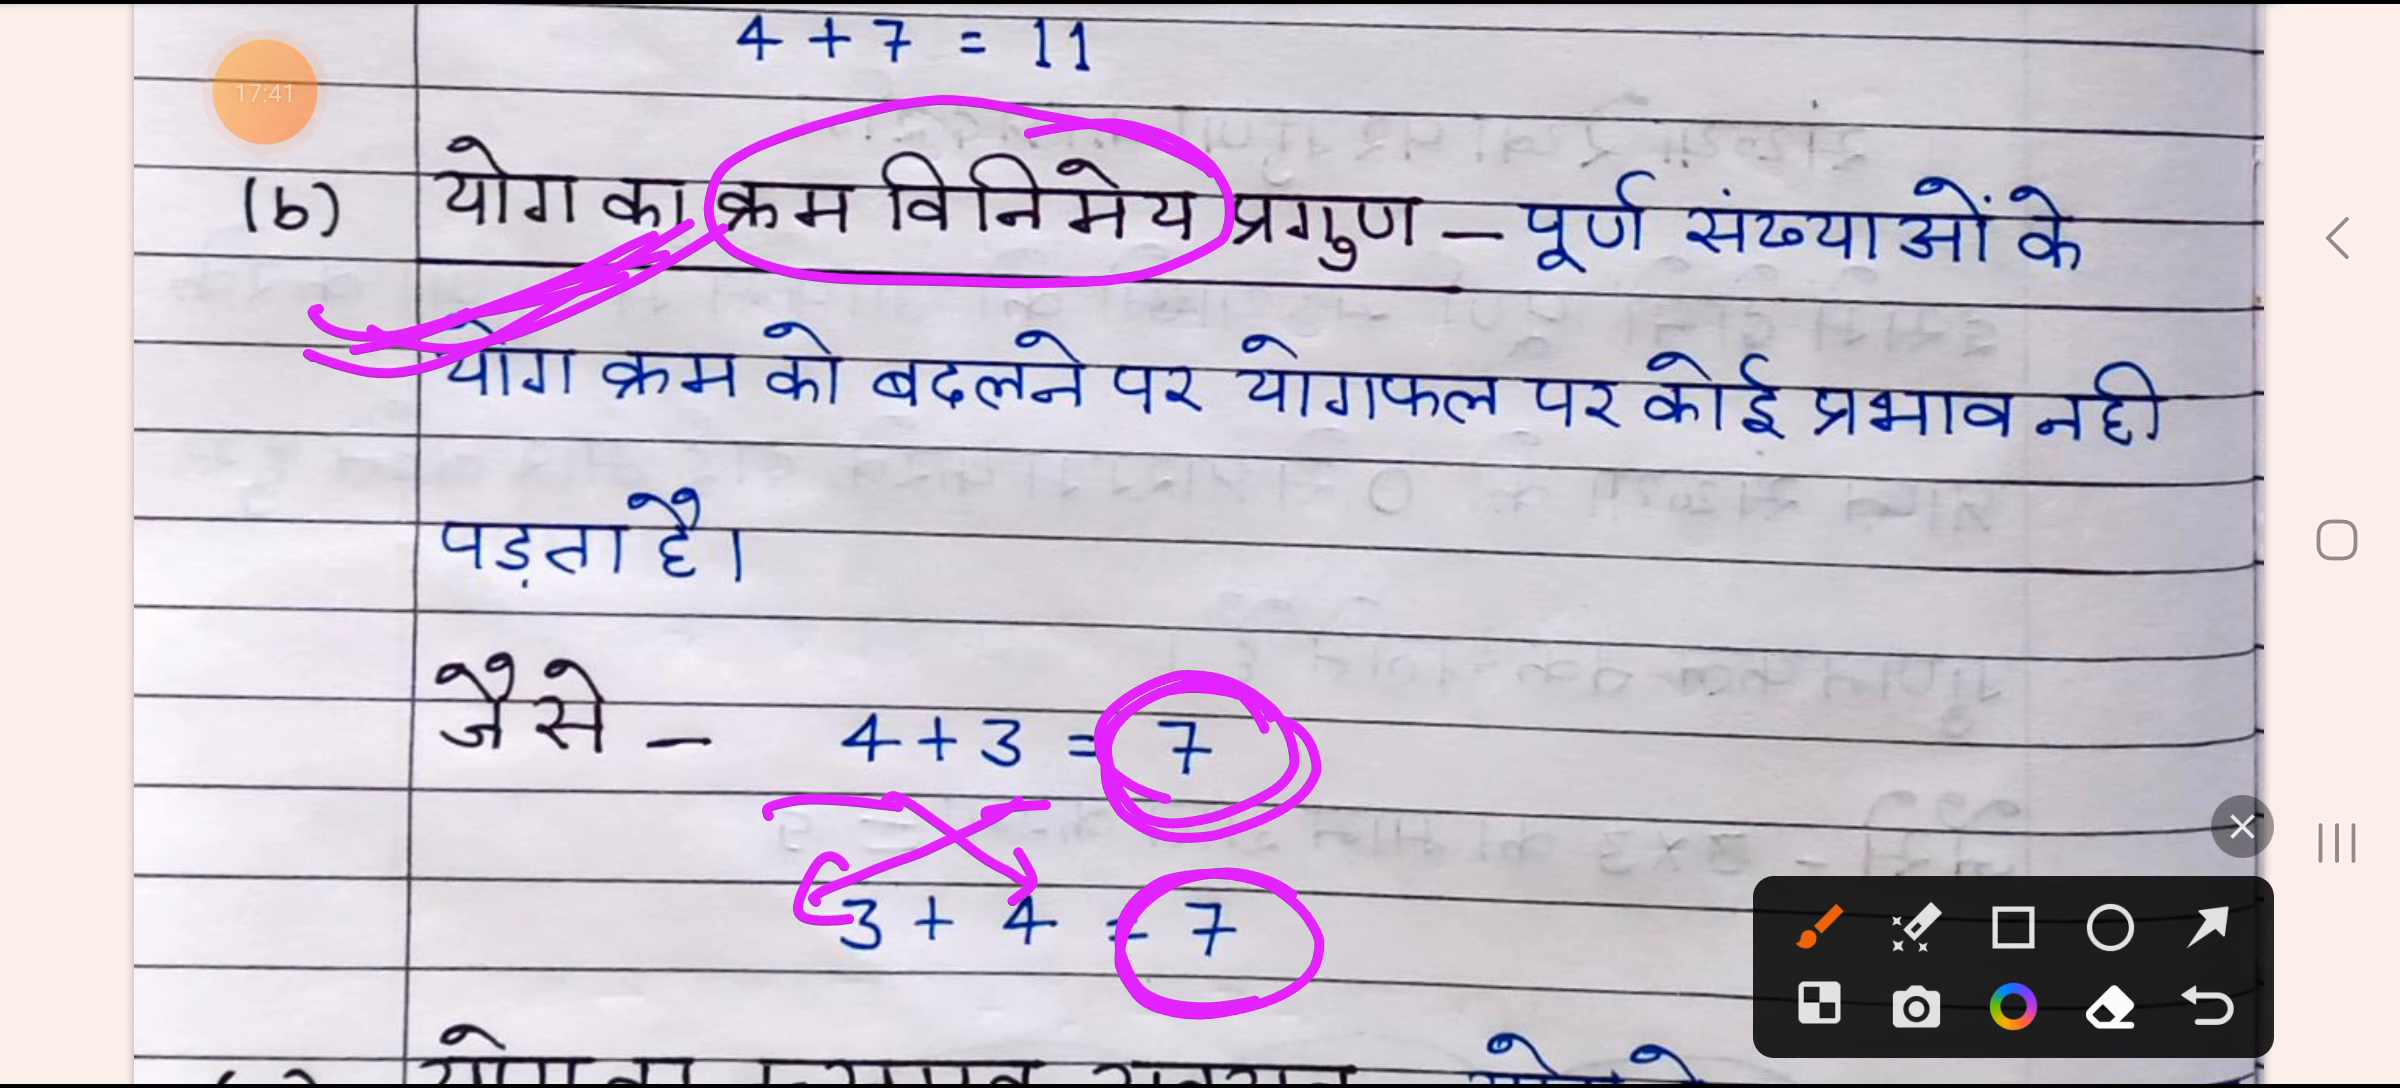 4 + 7 = 11
17:41
(b) योग का क्रम विनिमेय प्रगुण — पूर्ण संख्याओं के
योग क्रम को बदलने पर योगफल पर कोई प्रभाव नही
पड़ता है।
जैसे — 4 + 3 = 7
3 + 4 = 7